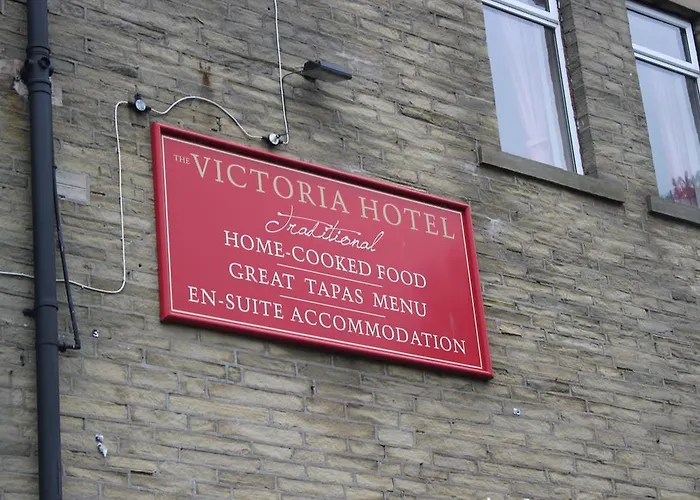 THE VICTORIA HOTEL
Traditional
HOME-COOKED FOOD
GREAT TAPAS MENU
EN-SUITE ACCOMMODATION